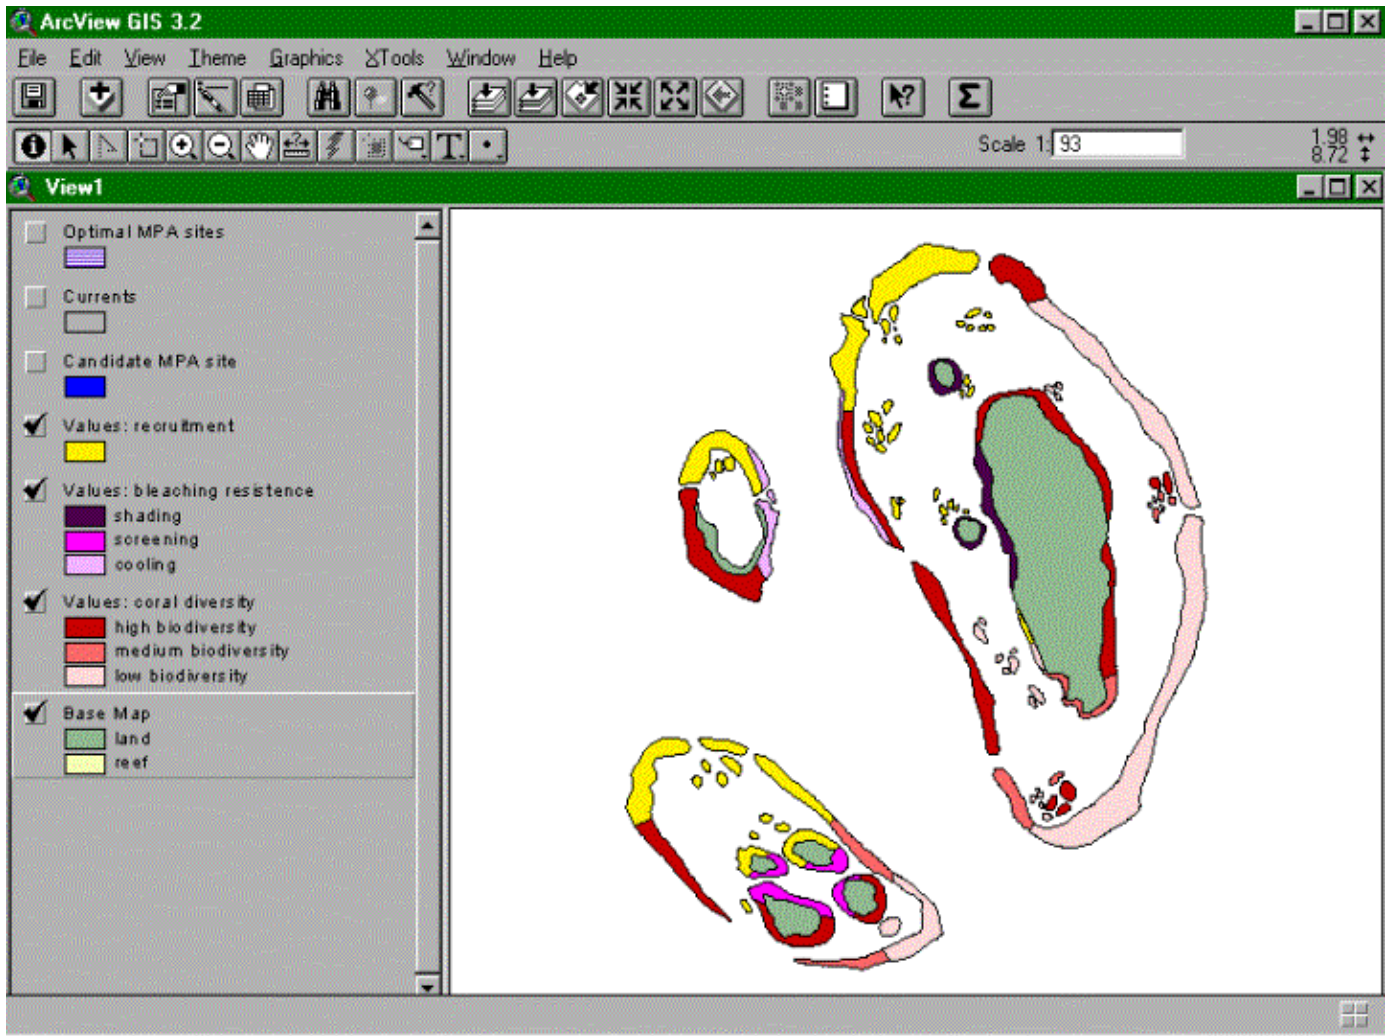 ArcView GIS 3.2
File Edit View Theme Graphics XTools Window Help
Scale 1: 93
1.98
8.72
View1
Optimal MPA sites
Currents
Candidate MPA site
Values: recruitment
Values: bleaching resistence
shading
screening
cooling
Values: coral diversity
high biodiversity
medium biodiversity
low biodiversity
Base Map
land
reef